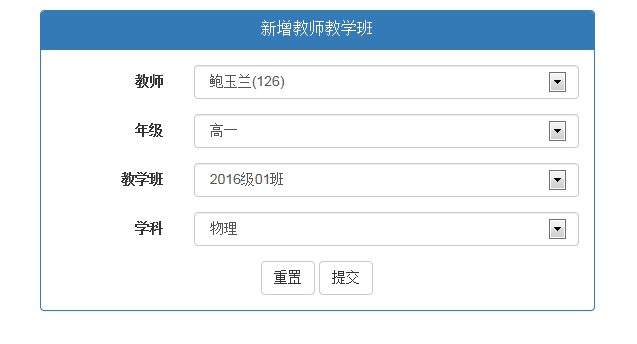 新增教师教学班
教师 鲍玉兰(126)
年级 高一
教学班 2016级01班
学科 物理
重置 提交